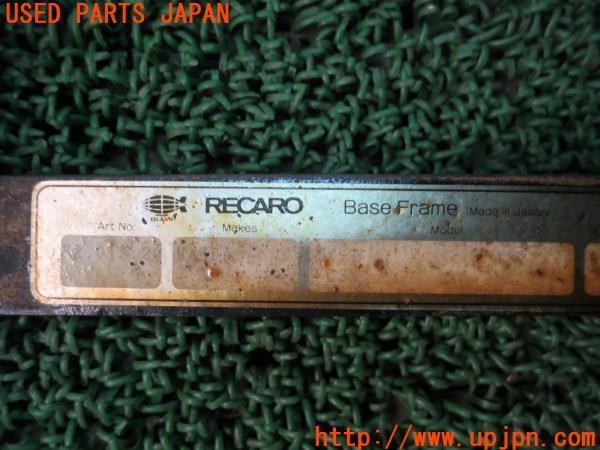 USED PARTS JAPAN
RECARO Base Frame (Made in Japan)
Art No. Makes Model
http://www.upjpn.com